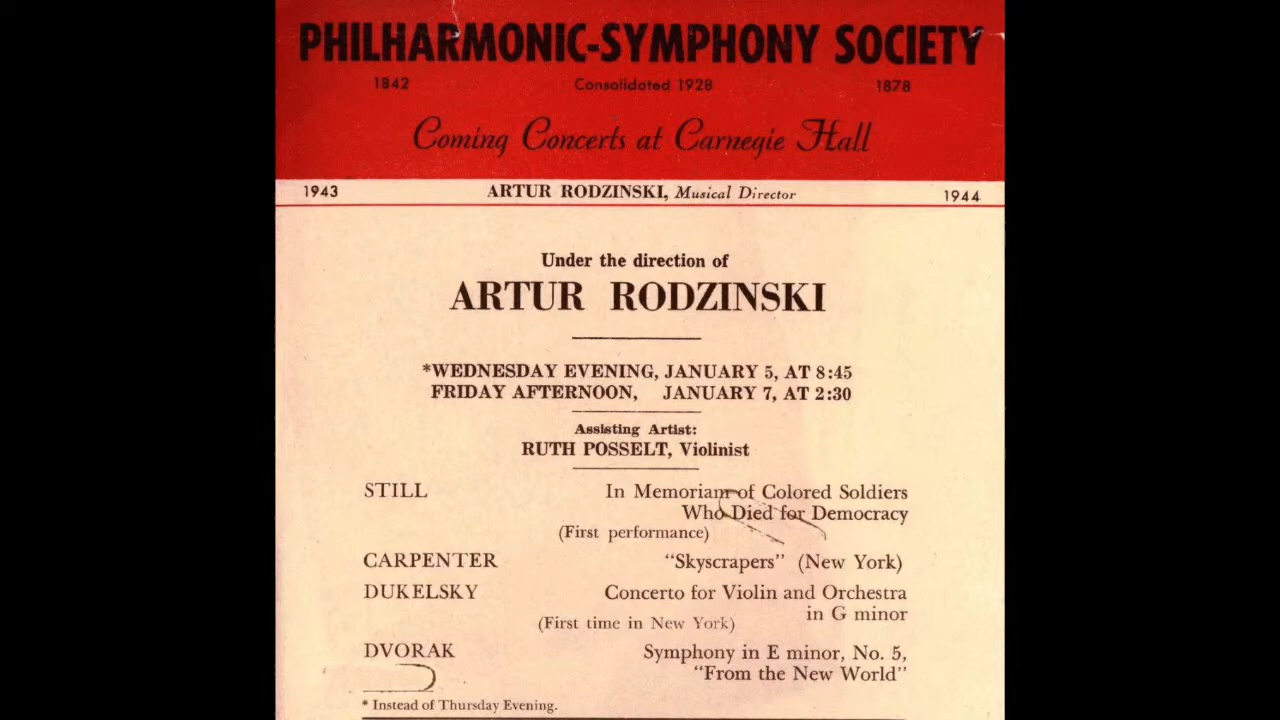 PHILHARMONIC-SYMPHONY SOCIETY
1842 Consolidated 1928 1878
Coming Concerts at Carnegie Hall
1943 ARTUR RODZINSKI, Musical Director 1944
Under the direction of
ARTUR RODZINSKI
*WEDNESDAY EVENING, JANUARY 5, AT 8:45
FRIDAY AFTERNOON, JANUARY 7, AT 2:30
Assisting Artist:
RUTH POSSELT, Violinist
STILL In Memoriam of Colored Soldiers
Who Died for Democracy
(First performance)
CARPENTER "Skyscrapers" (New York)
DUKELSKY Concerto for Violin and Orchestra
in G minor
(First time in New York)
DVORAK Symphony in E minor, No. 5,
"From the New World"
* Instead of Thursday Evening.